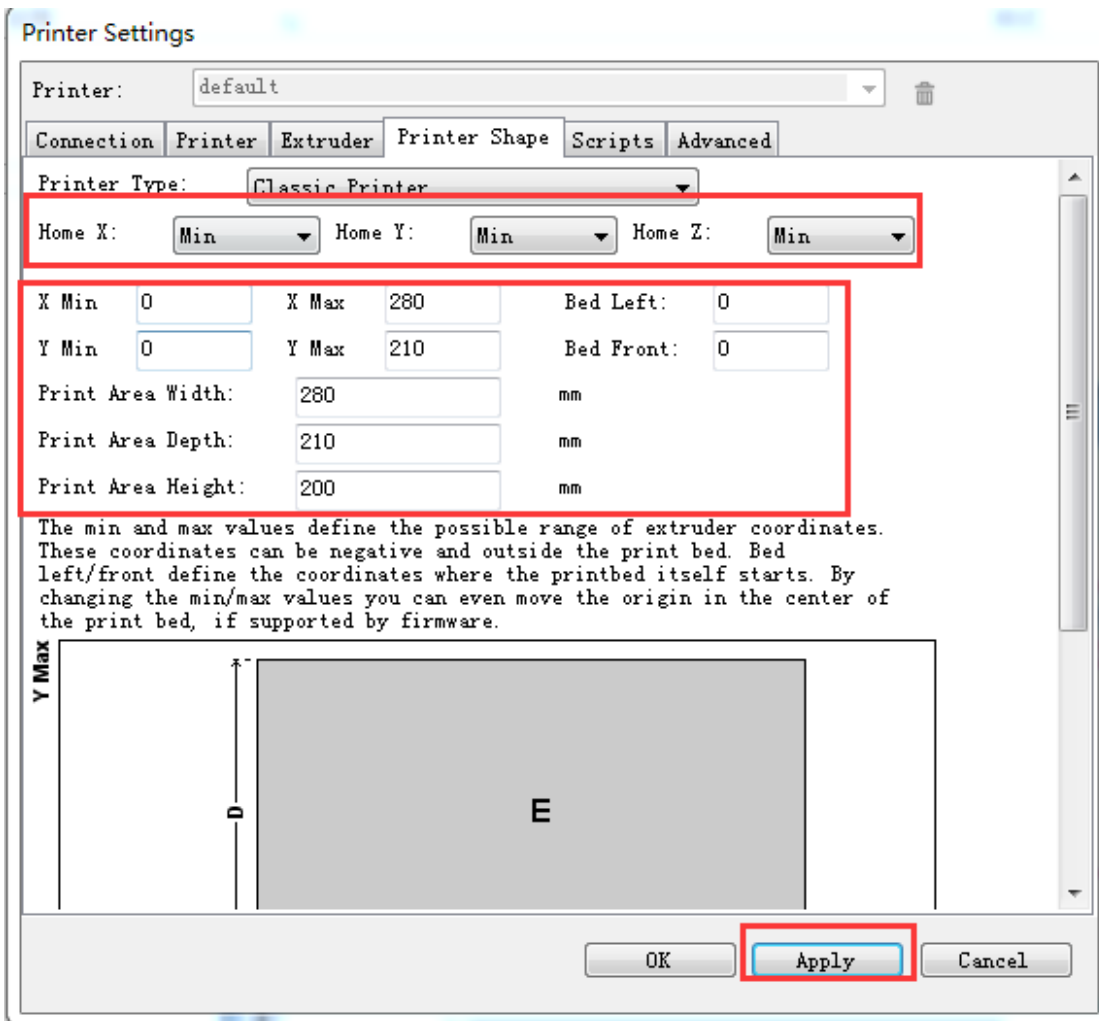 Printer Settings
Printer: default
Connection Printer Extruder Printer Shape Scripts Advanced
Printer Type: Classic Printer
Home X: Min Home Y: Min Home Z: Min
X Min 0 X Max 280 Bed Left: 0
Y Min 0 Y Max 210 Bed Front: 0
Print Area Width: 280 mm
Print Area Depth: 210 mm
Print Area Height: 200 mm
The min and max values define the possible range of extruder coordinates.
These coordinates can be negative and outside the print bed. Bed
left/front define the coordinates where the printbed itself starts. By
changing the min/max values you can even move the origin in the center of
the print bed, if supported by firmware.
Y Max
D
E
OK Apply Cancel